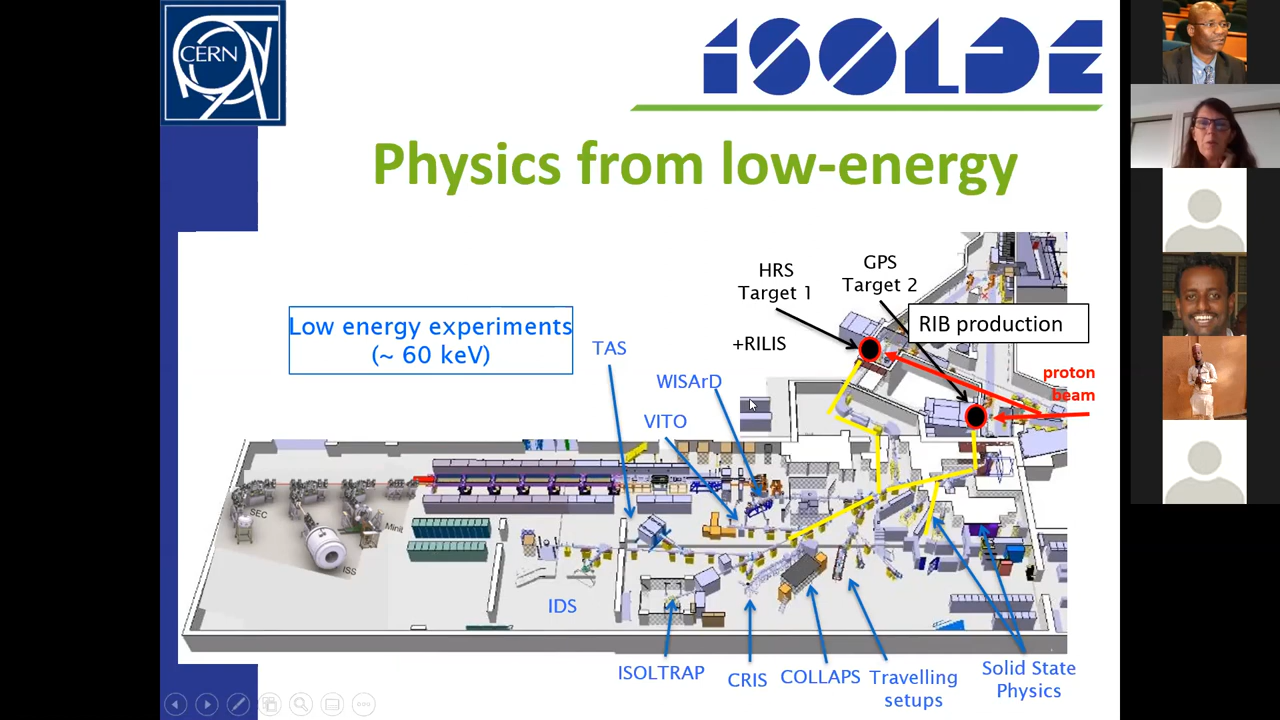 CERN
ISOLDE
Physics from low-energy
HRS
Target 1
GPS
Target 2
RIB production
Low energy experiments
(~ 60 keV)
TAS
+RILIS
proton
beam
WISArD
VITO
SEC
Minit
ISS
IDS
ISOLTRAP
CRIS
COLLAPS
Travelling
setups
Solid State
Physics